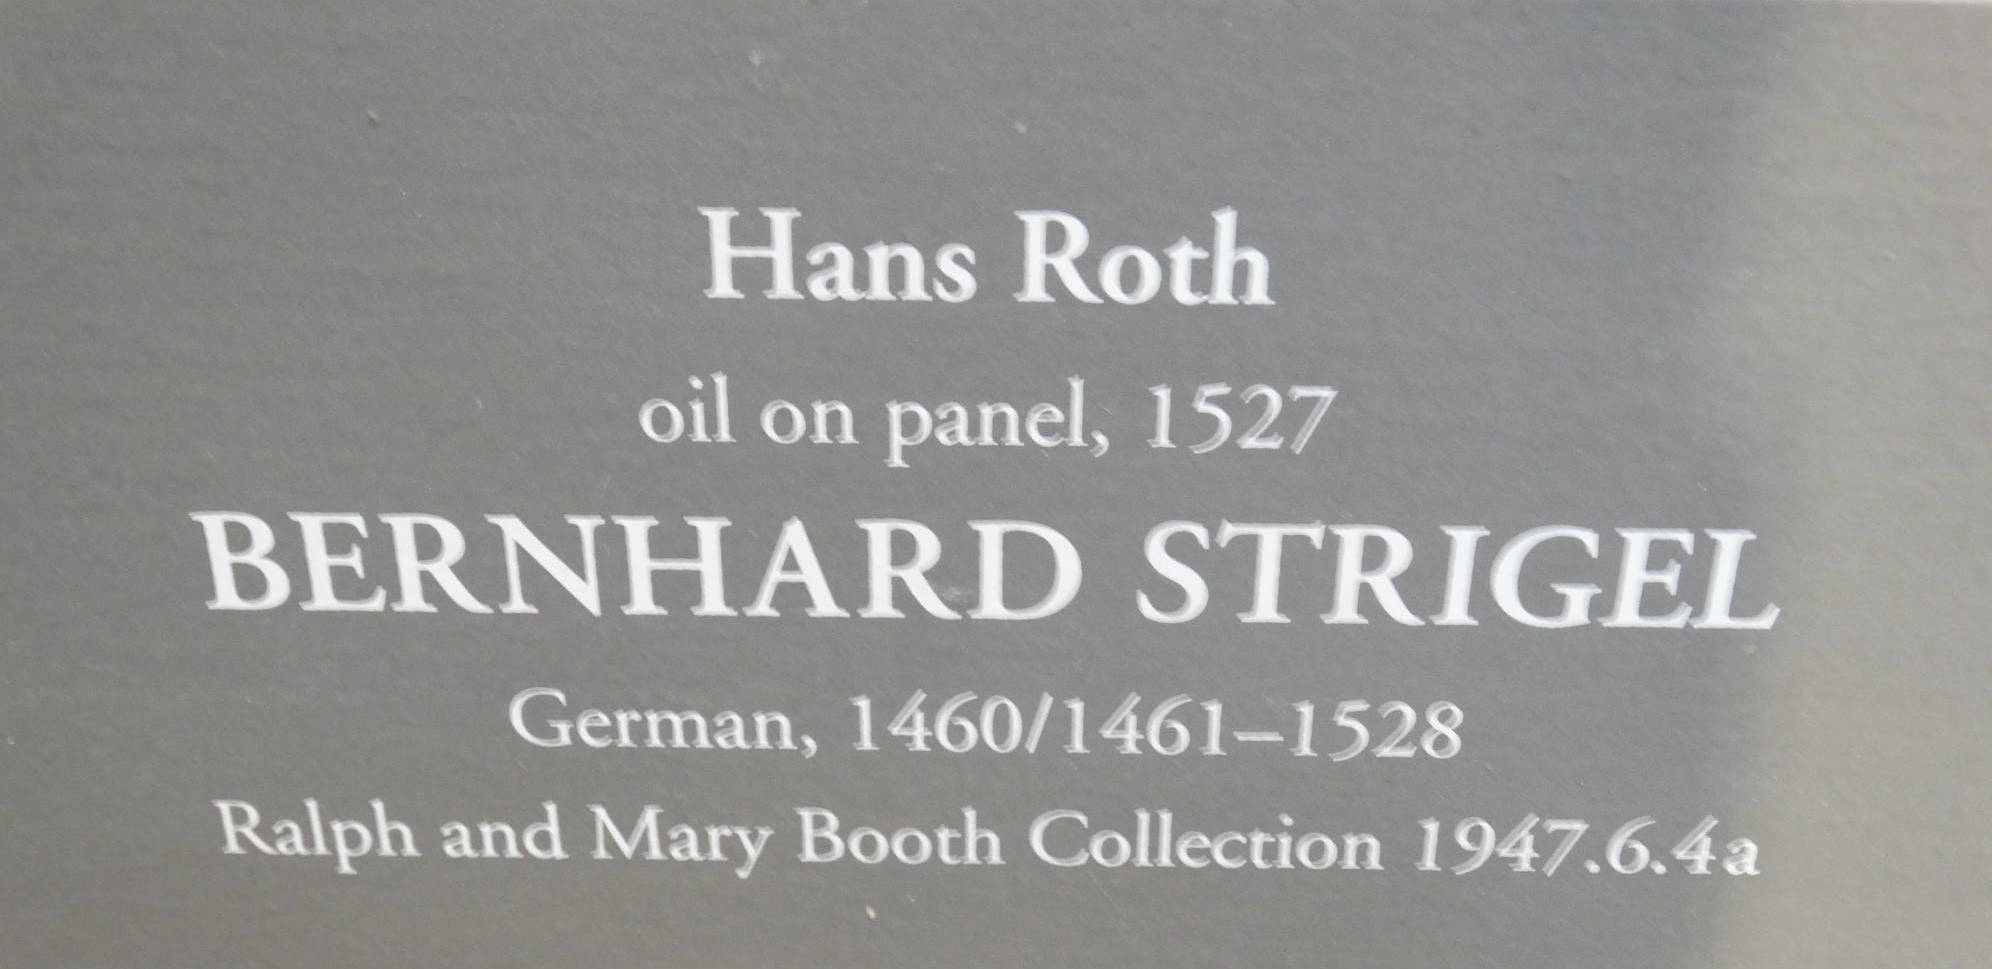 Hans Roth
oil on panel, 1527
BERNHARD STRIGEL
German, 1460/1461–1528
Ralph and Mary Booth Collection 1947.6.4a